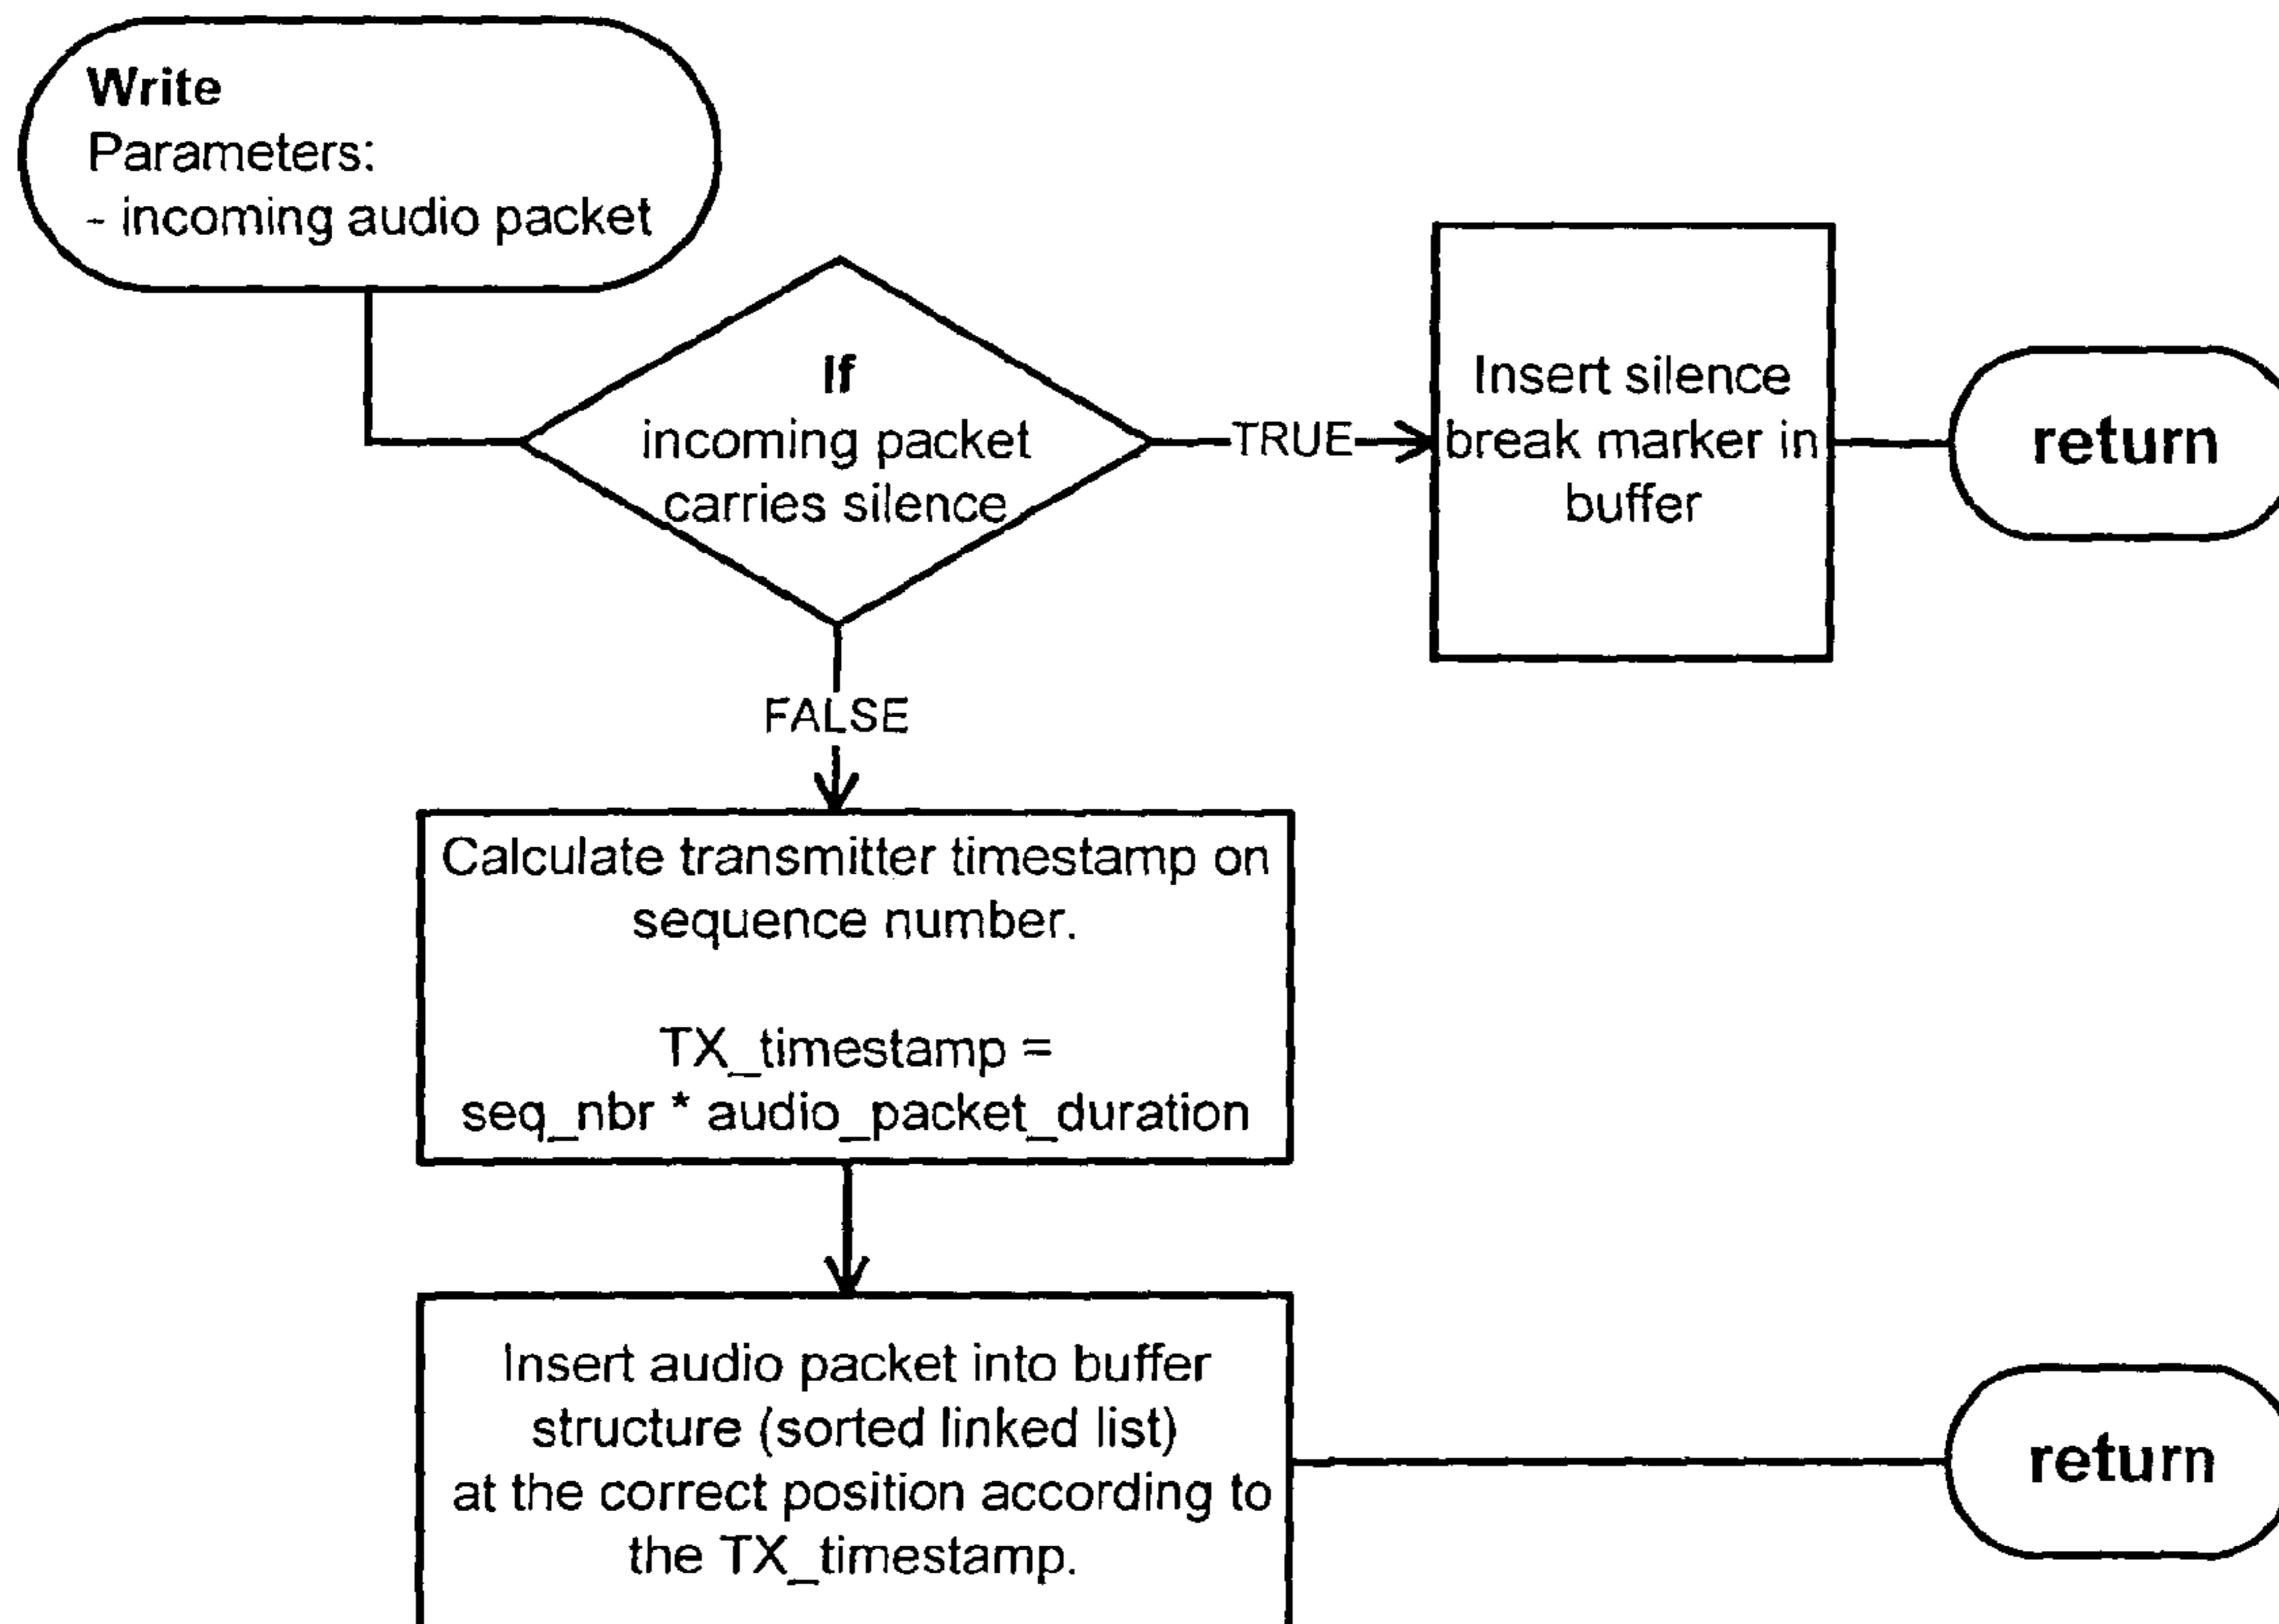 Write
Parameters:
- incoming audio packet
If
incoming packet
carries silence
TRUE
Insert silence
break marker in
buffer
return
FALSE
Calculate transmitter timestamp on
sequence number.
TX_timestamp =
seq_nbr * audio_packet_duration
Insert audio packet into buffer
structure (sorted linked list)
at the correct position according to
the TX_timestamp.
return